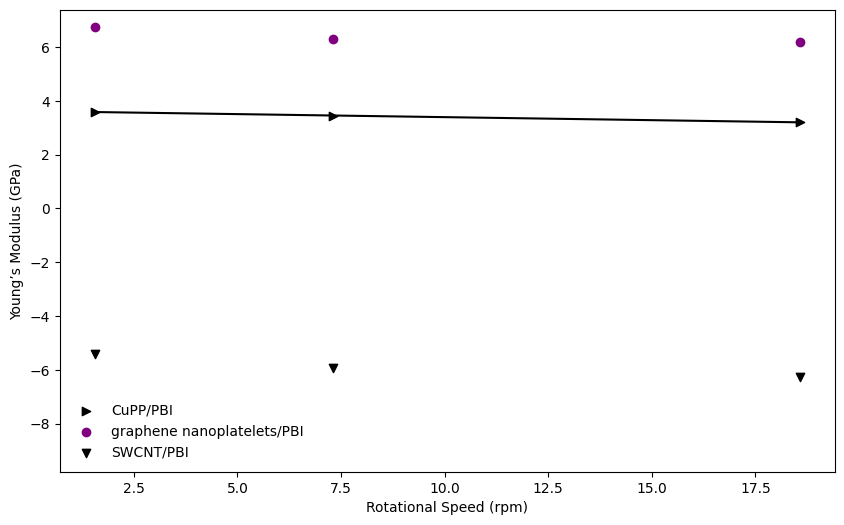 6
4
2
0
−2
−4
−6
−8
Young’s Modulus (GPa)
CuPP/PBI
graphene nanoplatelets/PBI
SWCNT/PBI
2.5 5.0 7.5 10.0 12.5 15.0 17.5
Rotational Speed (rpm)